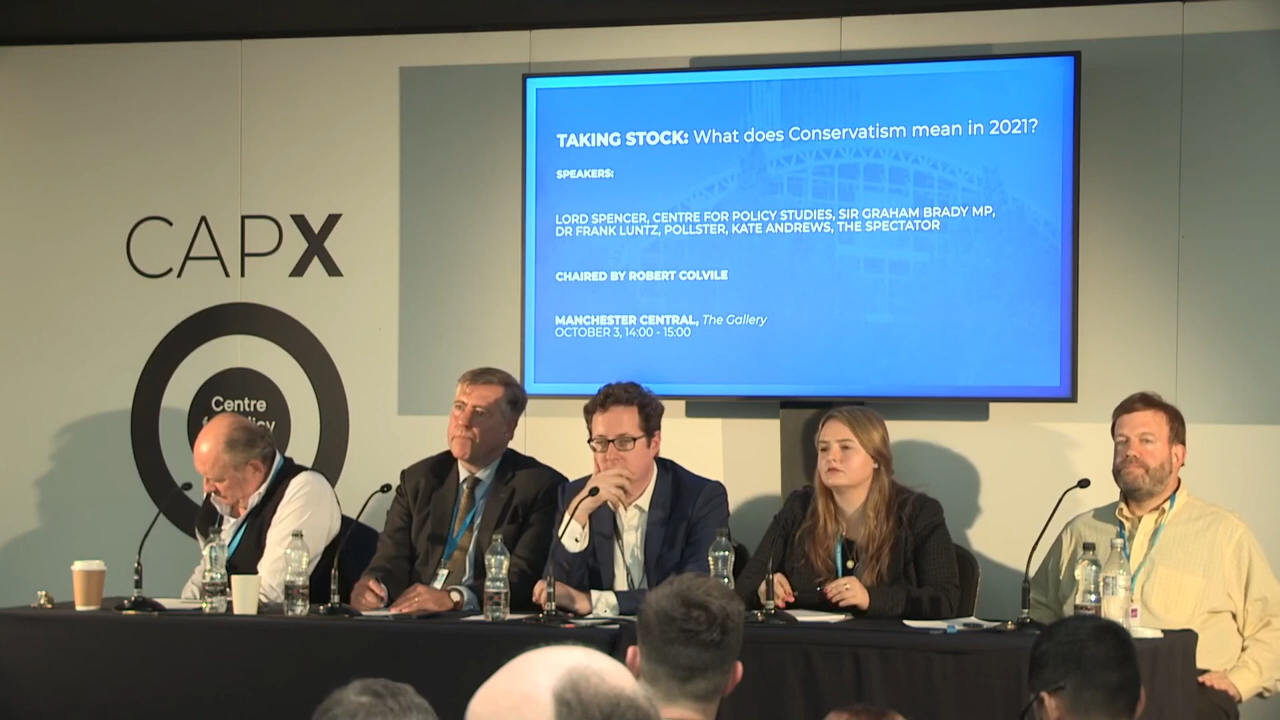 TAKING STOCK: What does Conservatism mean in 2021?
SPEAKERS:
LORD SPENCER, CENTRE FOR POLICY STUDIES, SIR GRAHAM BRADY MP,
DR FRANK LUNTZ, POLLSTER, KATE ANDREWS, THE SPECTATOR
CHAIRED BY ROBERT COLVILE
MANCHESTER CENTRAL, The Gallery
OCTOBER 3, 14:00 - 15:00
CAPX
Centre